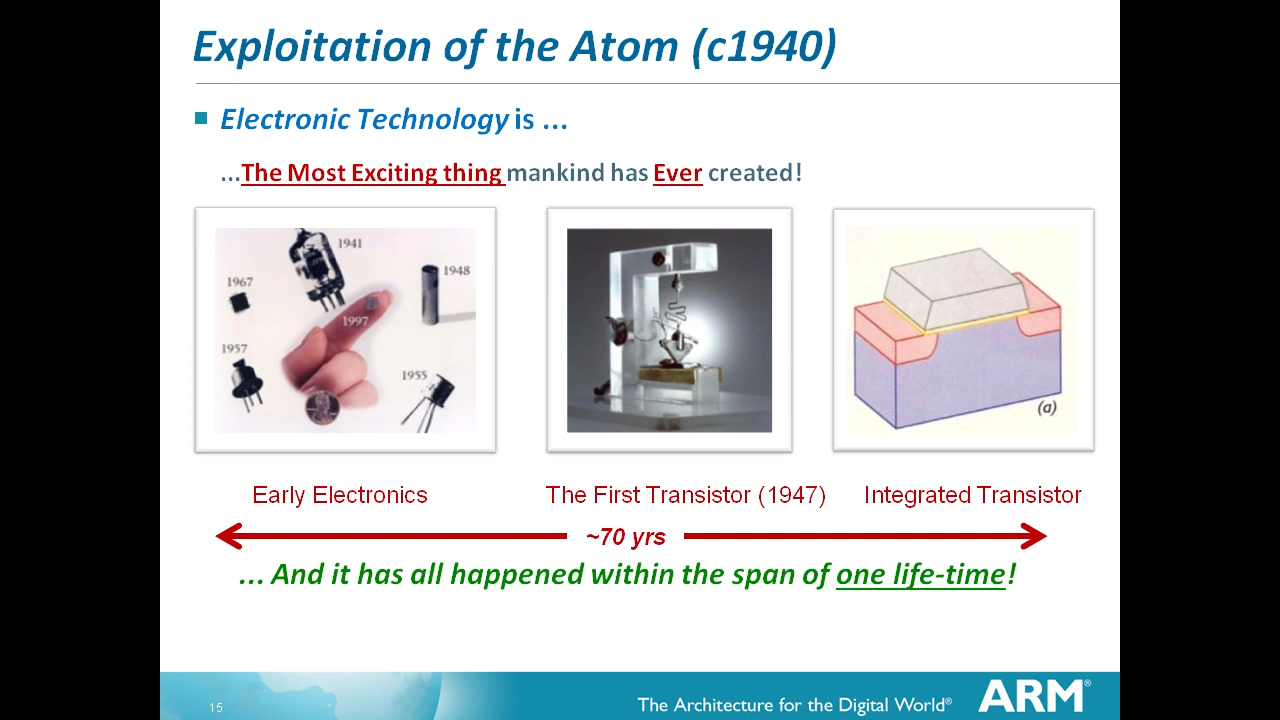 Exploitation of the Atom (c1940)
Electronic Technology is ...
...The Most Exciting thing mankind has Ever created!
1941
1948
1967
1997
1957
1955
(a)
Early Electronics
The First Transistor (1947)
Integrated Transistor
~70 yrs
... And it has all happened within the span of one life-time!
15
The Architecture for the Digital World®
ARM®